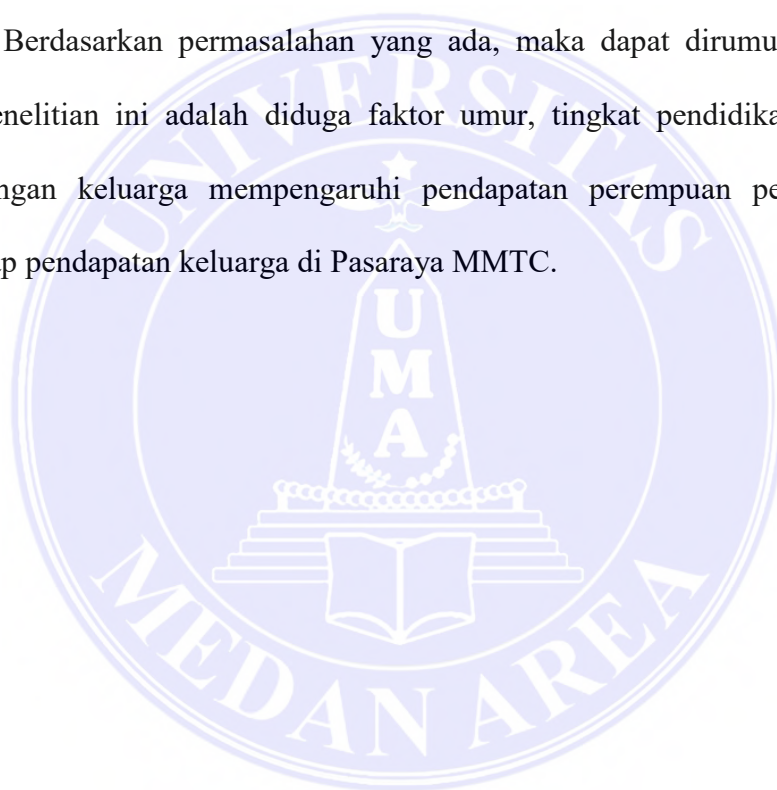 Berdasarkan permasalahan yang ada, maka dapat dirumu
enelitian ini adalah diduga faktor umur, tingkat pendidika
ngan keluarga mempengaruhi pendapatan perempuan pe
p pendapatan keluarga di Pasaraya MMTC.
UNIVERSITAS
UMA
MEDAN AREA